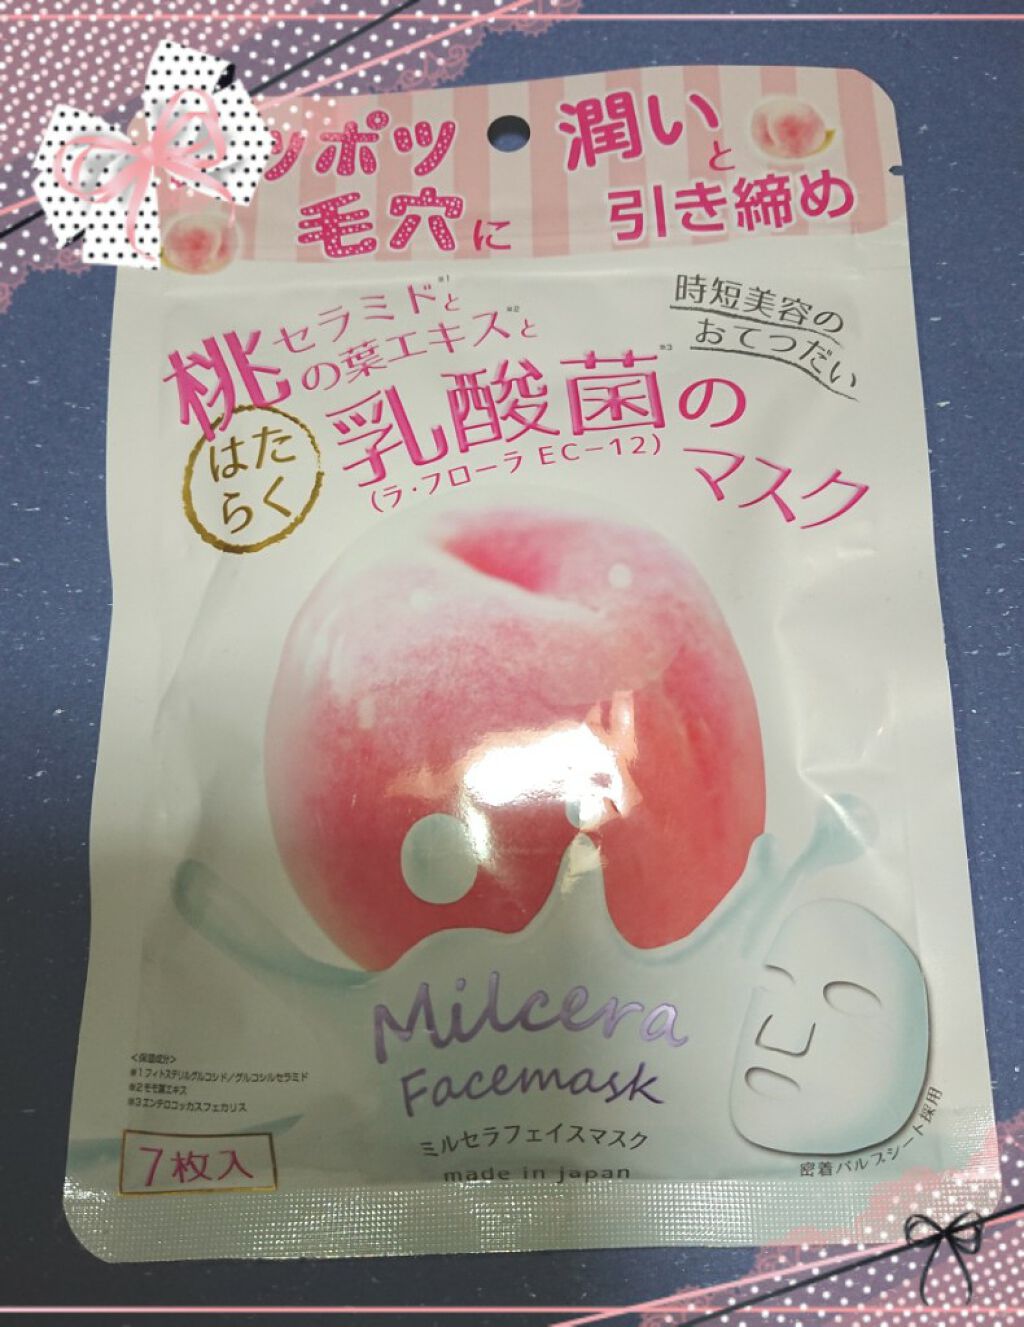 ンポツ
毛穴に
潤いと
引き締め
時短美容の
おてつだい
セラミド※1と
桃の葉エキス※2と
はたらく
乳酸菌※3の
(ラ・フローラ EC-12)
マスク
Milcera
Facemask
ミルセラフェイスマスク
made in japan
<保湿成分>
※1フィトステリルグルコシド/グルコシルセラミド
※2モモ葉エキス
※3エンテロコッカスフェカリス
7枚入
密着パルプシート採用